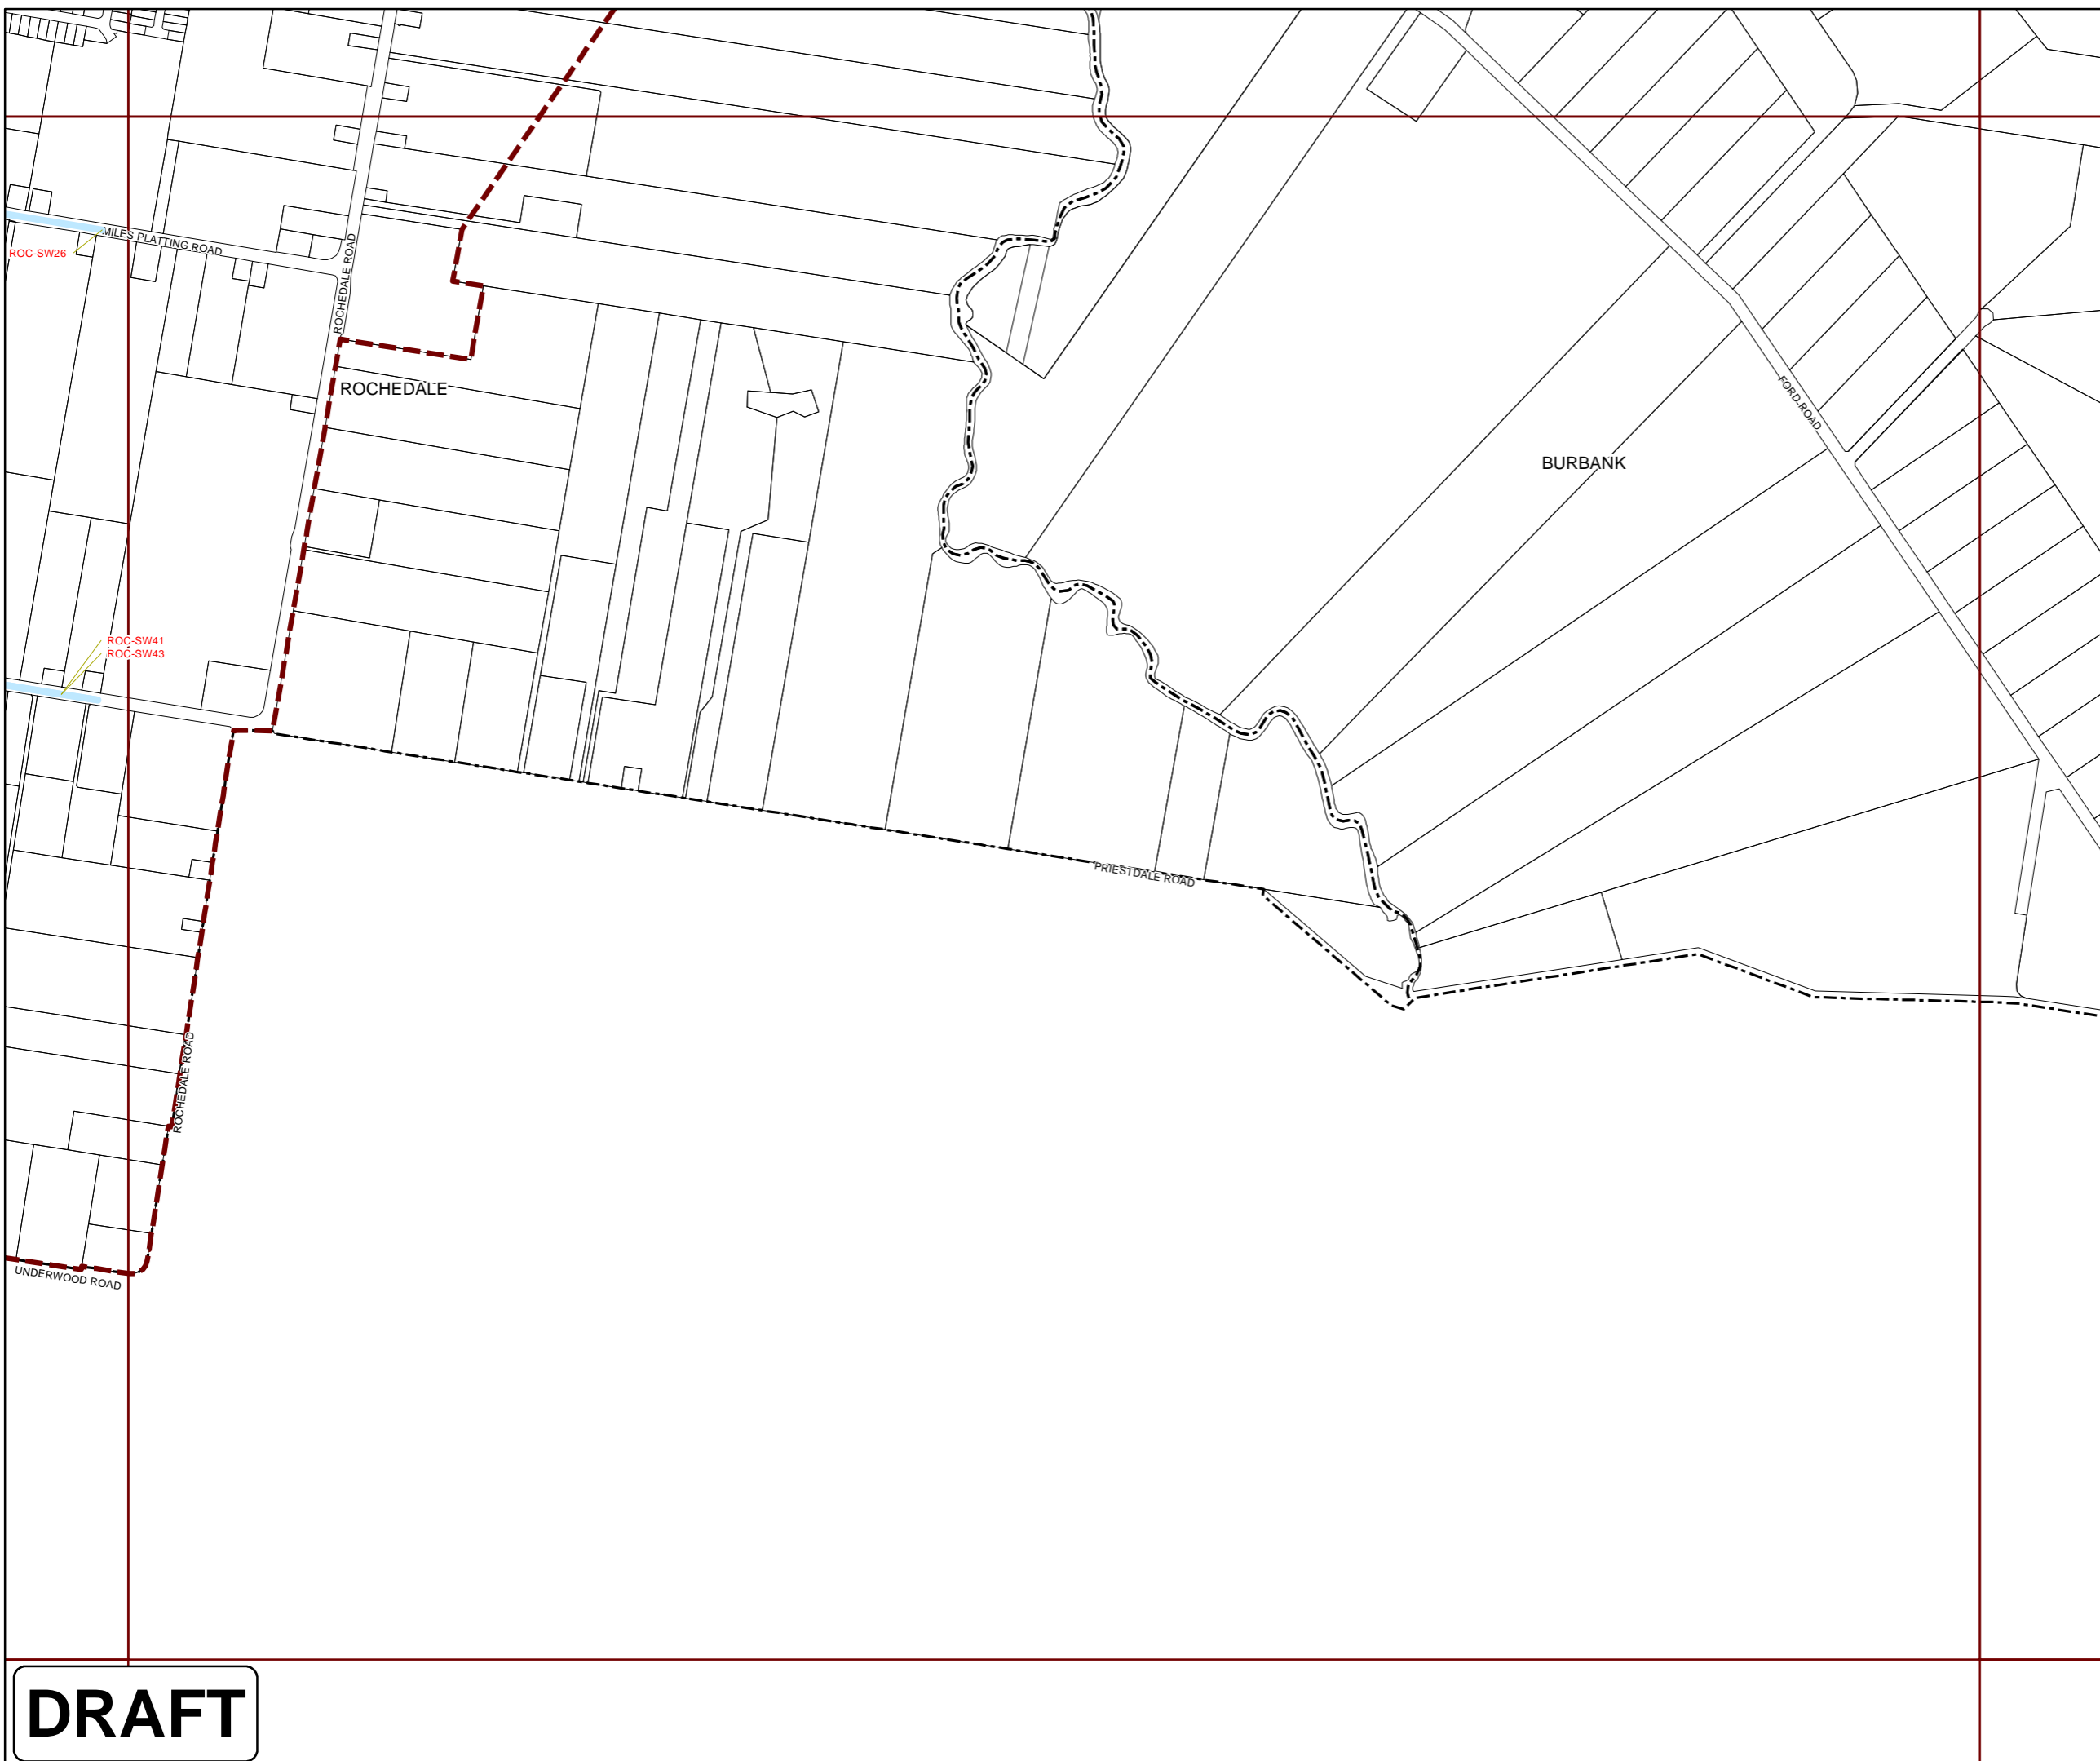 MILES PLATTING ROAD
ROC-SW26
ROCHEDALE ROAD
ROCHEDALE
FORD ROAD
BURBANK
ROC-SW41
ROC-SW43
PRIESTDALE ROAD
ROCHEDALE ROAD
UNDERWOOD ROAD
DRAFT